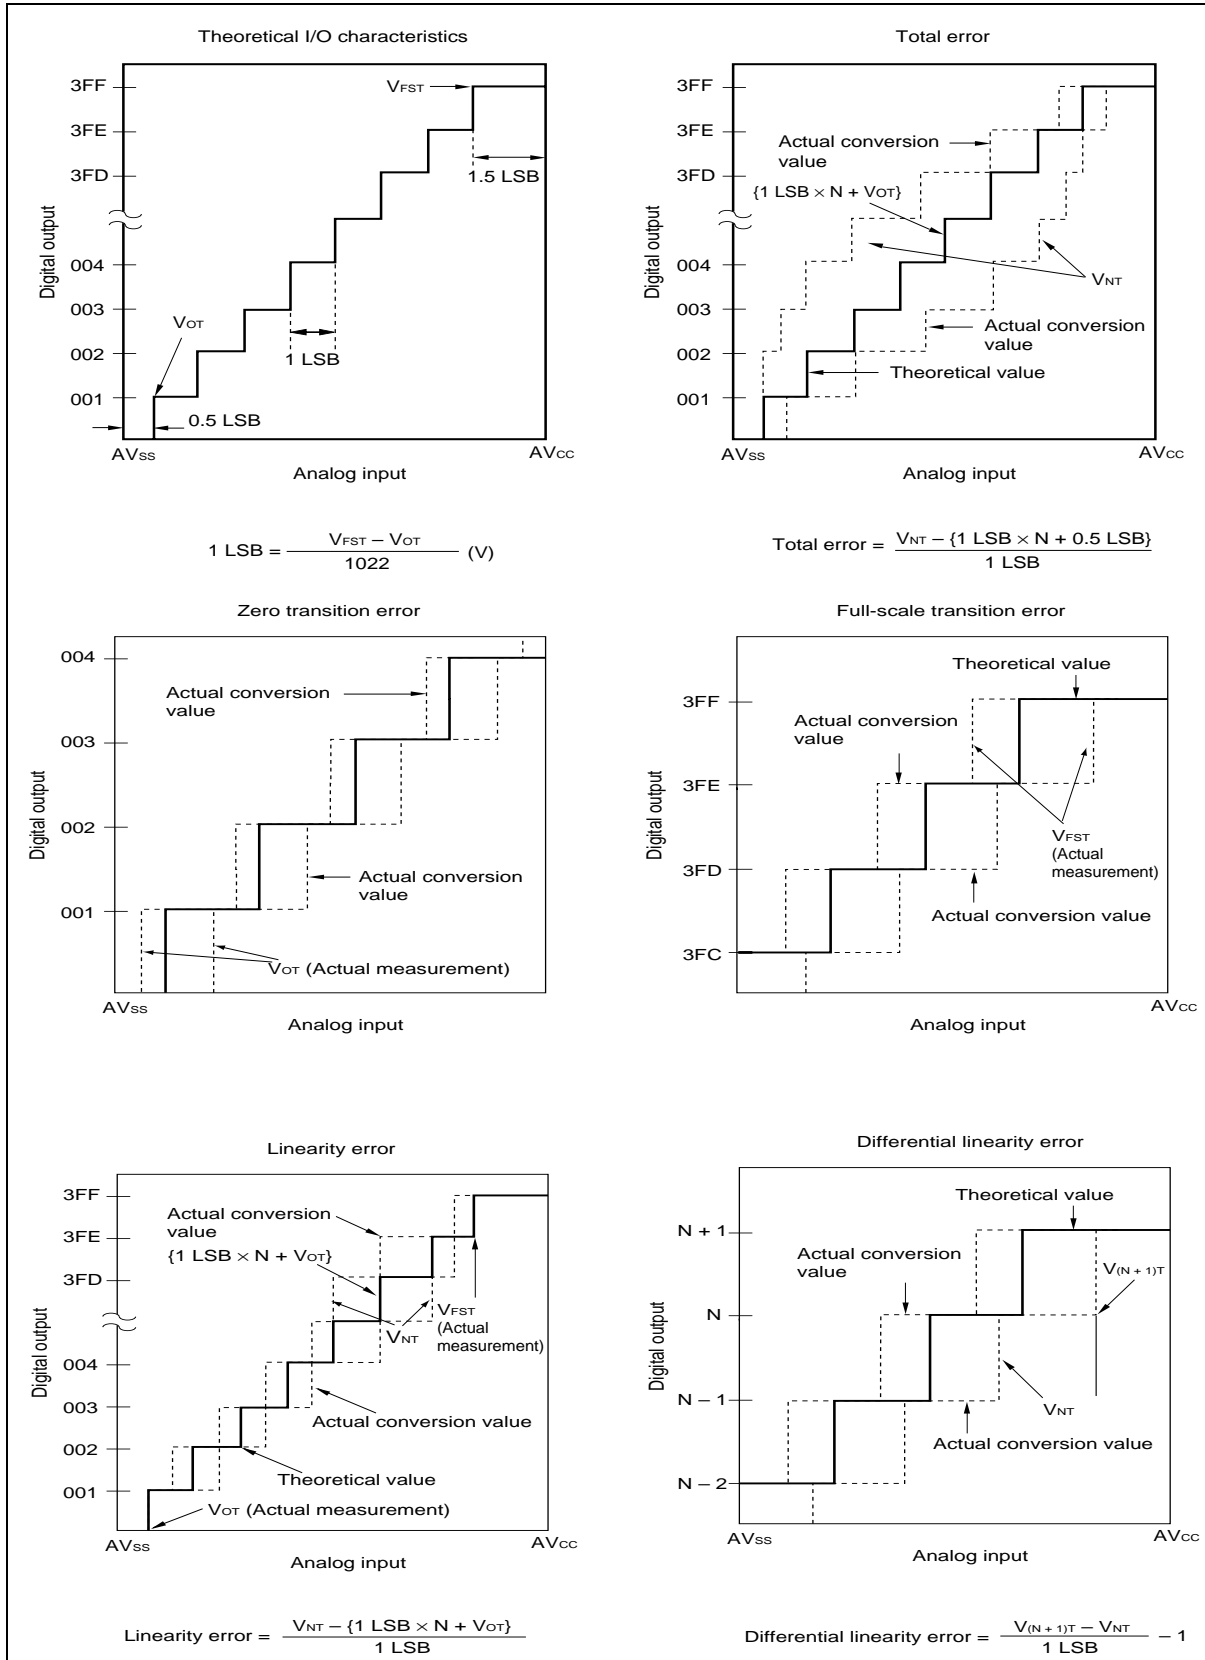 Theoretical I/O characteristics
3FF
3FE
3FD
004
003
002
001
Digital output
VFST
1.5 LSB
VOT
1 LSB
0.5 LSB
AVSS
AVCC
Analog input
1 LSB = VFST – VOT / 1022 (V)
Total error
3FF
3FE
3FD
004
003
002
001
Digital output
Actual conversion
value
{1 LSB × N + VOT}
VNT
Actual conversion
value
Theoretical value
AVSS
AVCC
Analog input
Total error = VNT – {1 LSB × N + 0.5 LSB} / 1 LSB
Zero transition error
004
003
002
001
Digital output
Actual conversion
value
Actual conversion
value
VOT (Actual measurement)
AVSS
Analog input
Full-scale transition error
3FF
3FE
3FD
3FC
Digital output
Theoretical value
Actual conversion
value
VFST
(Actual
measurement)
Actual conversion value
AVCC
Analog input
Linearity error
3FF
3FE
3FD
004
003
002
001
Digital output
Actual conversion
value
{1 LSB × N + VOT}
VFST
(Actual
measurement)
VNT
Actual conversion value
Theoretical value
VOT (Actual measurement)
AVSS
AVCC
Analog input
Linearity error = VNT – {1 LSB × N + VOT} / 1 LSB
Differential linearity error
N + 1
N
N – 1
N – 2
Digital output
Theoretical value
Actual conversion
value
V(N + 1)T
VNT
Actual conversion value
AVSS
AVCC
Analog input
Differential linearity error = V(N + 1)T – VNT / 1 LSB – 1